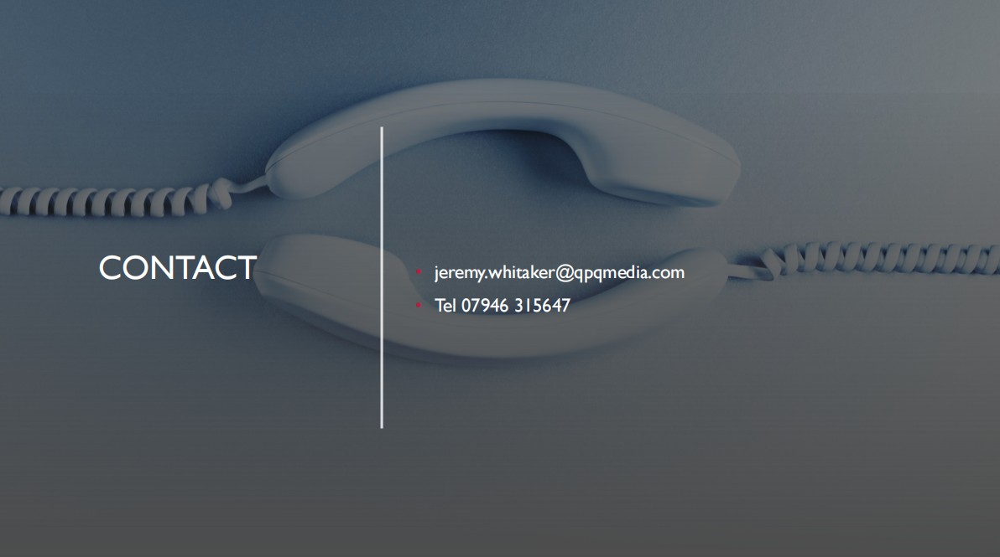 CONTACT
• jeremy.whitaker@qpqmedia.com
• Tel 07946 315647